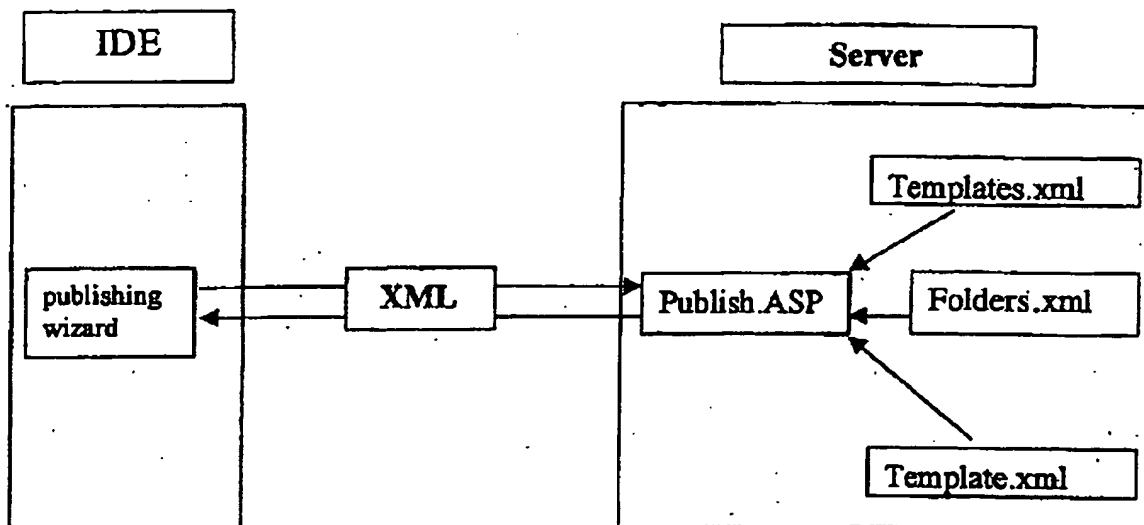 IDE
Server
Templates.xml
publishing
wizard
XML
Publish.ASP
Folders.xml
Template.xml